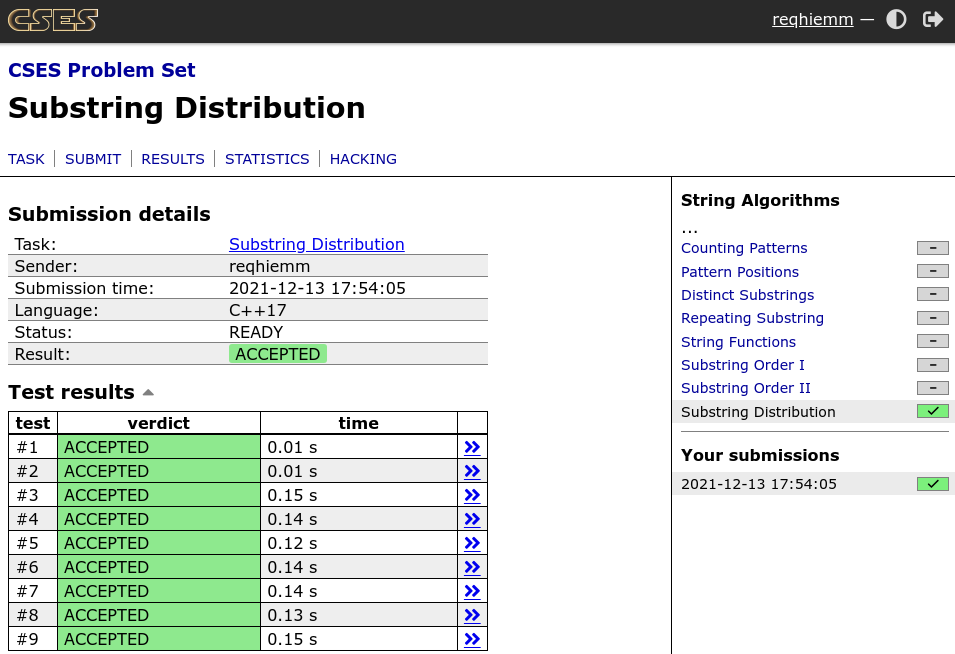 CSES
reqhiemm —
CSES Problem Set
Substring Distribution
TASK | SUBMIT | RESULTS | STATISTICS | HACKING
Submission details
Task: Substring Distribution
Sender: reqhiemm
Submission time: 2021-12-13 17:54:05
Language: C++17
Status: READY
Result: ACCEPTED
Test results
test verdict time
#1 ACCEPTED 0.01 s
#2 ACCEPTED 0.01 s
#3 ACCEPTED 0.15 s
#4 ACCEPTED 0.14 s
#5 ACCEPTED 0.12 s
#6 ACCEPTED 0.14 s
#7 ACCEPTED 0.14 s
#8 ACCEPTED 0.13 s
#9 ACCEPTED 0.15 s
String Algorithms
...
Counting Patterns –
Pattern Positions –
Distinct Substrings –
Repeating Substring –
String Functions –
Substring Order I –
Substring Order II –
Substring Distribution ✓
Your submissions
2021-12-13 17:54:05 ✓